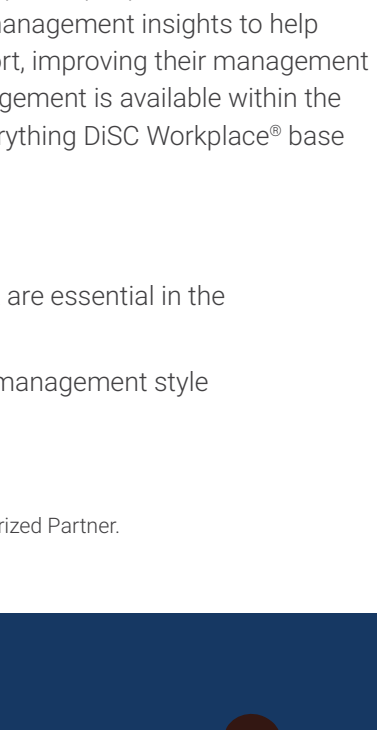 anagement insights to help
rt, improving their management
gement is available within the
rything DiSC Workplace® base
are essential in the
management style
rized Partner.